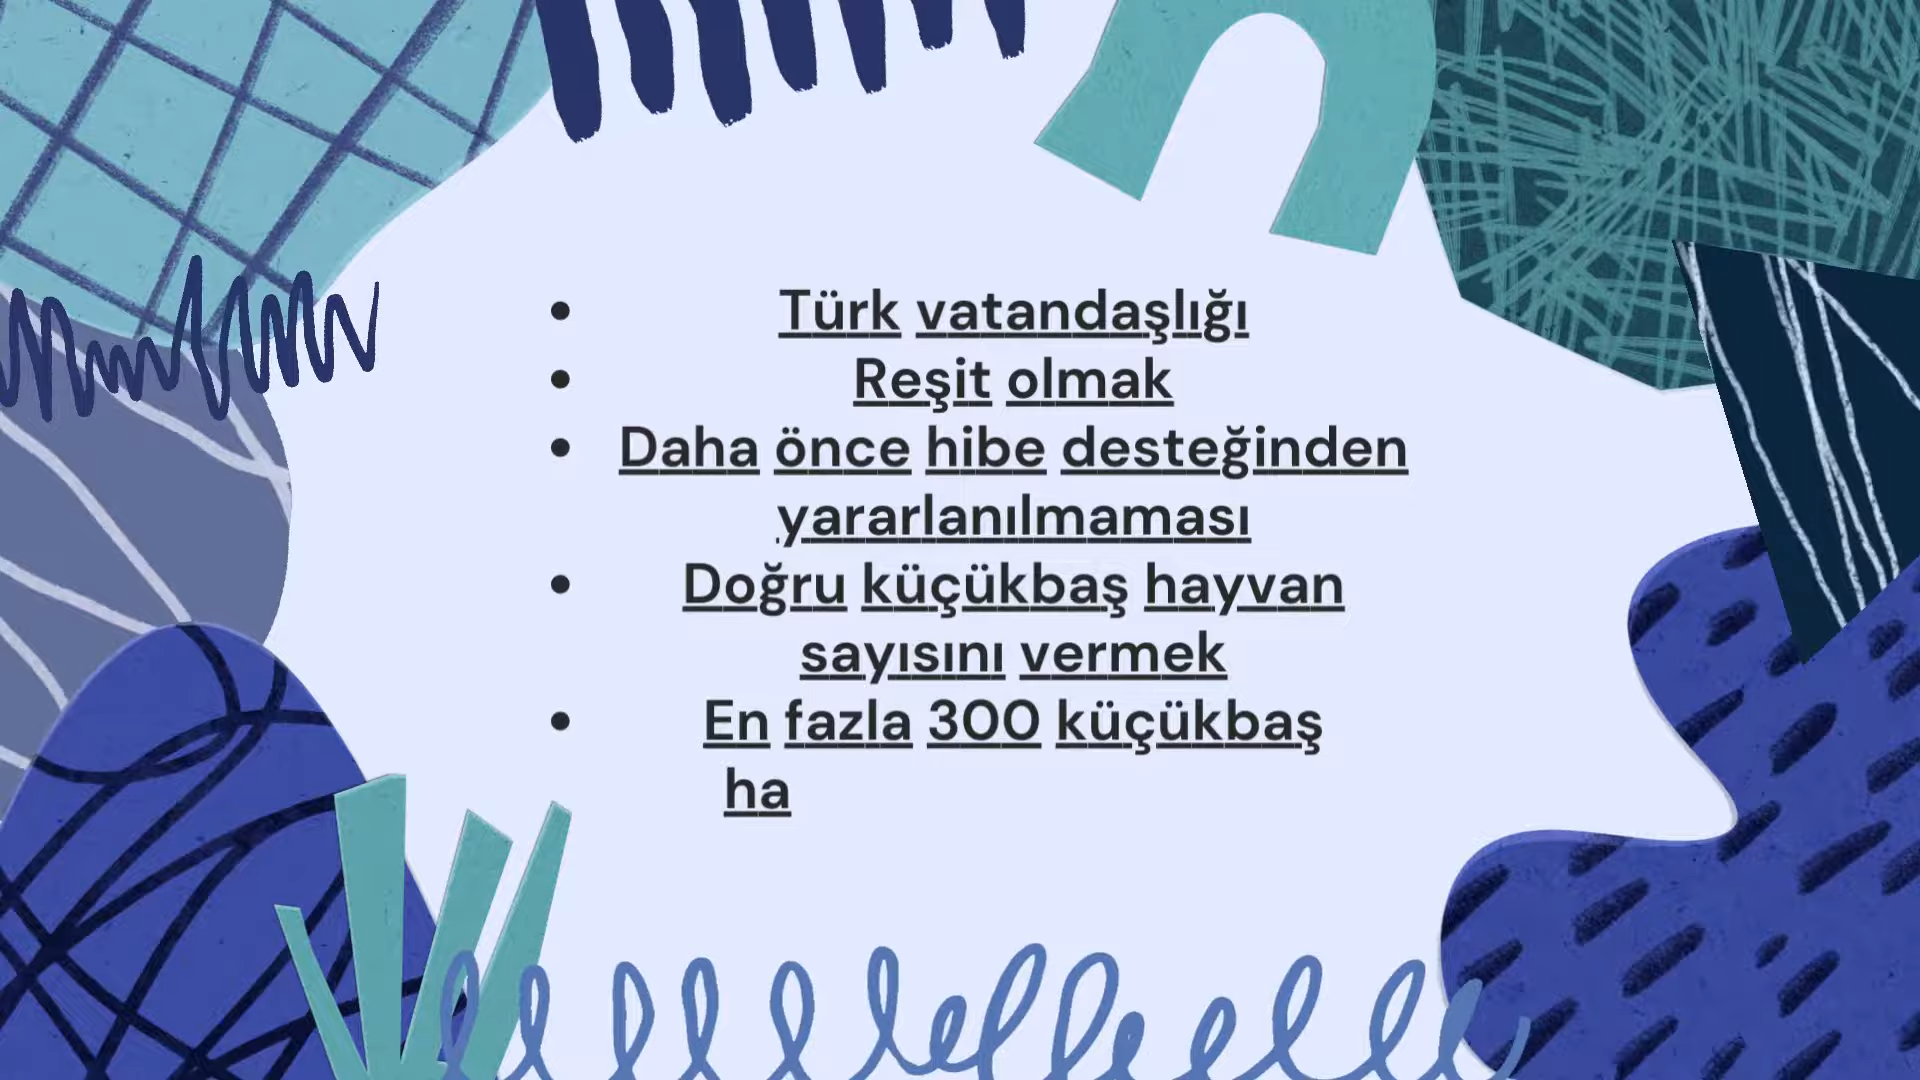 • Türk vatandaşlığı
• Reşit olmak
• Daha önce hibe desteğinden
yararlanılmaması
• Doğru küçükbaş hayvan
sayısını vermek
• En fazla 300 küçükbaş
ha